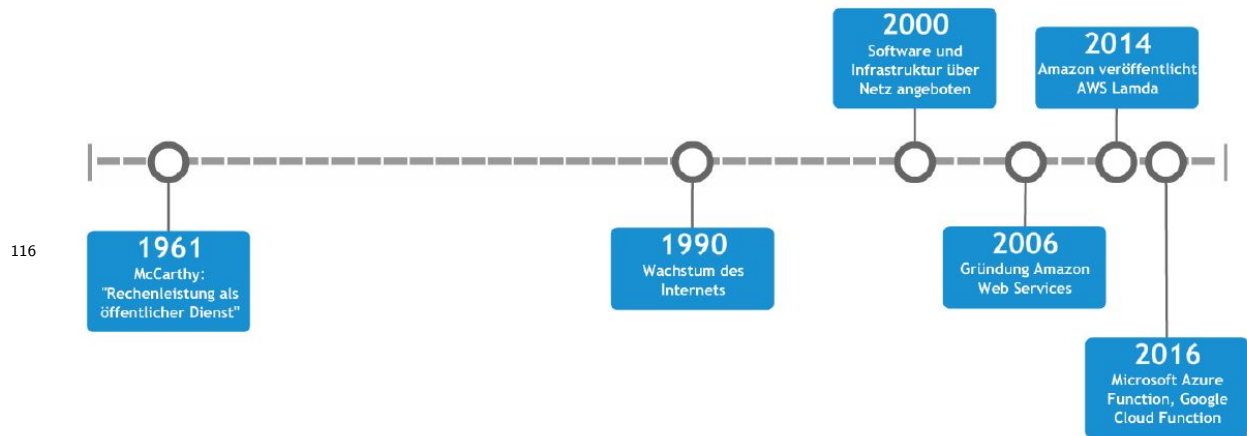 2000
Software und
Infrastruktur über
Netz angeboten
2014
Amazon veröffentlicht
AWS Lamda
116
1961
McCarthy:
"Rechenleistung als
öffentlicher Dienst"
1990
Wachstum des
Internets
2006
Gründung Amazon
Web Services
2016
Microsoft Azure
Function, Google
Cloud Function